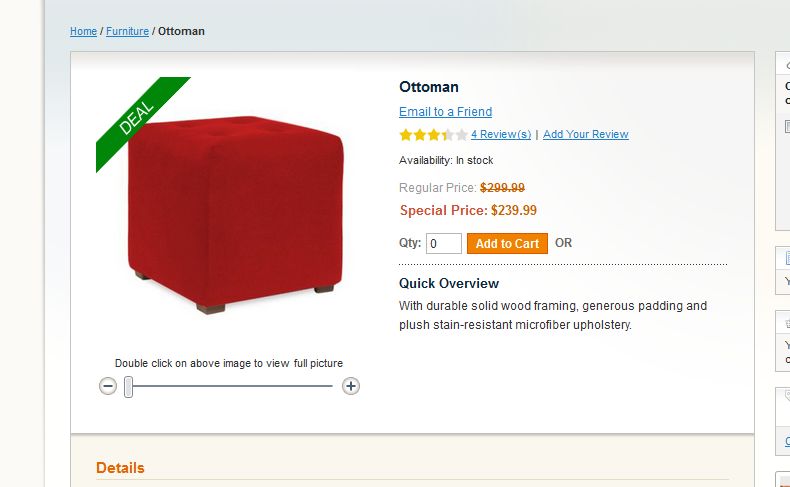 Home / Furniture / Ottoman
DEAL
Ottoman
Email to a Friend
4 Review(s) | Add Your Review
Availability: In stock
Regular Price: $299.99
Special Price: $239.99
Qty: 0 Add to Cart OR
Quick Overview
With durable solid wood framing, generous padding and
plush stain-resistant microfiber upholstery.
Double click on above image to view full picture
Details